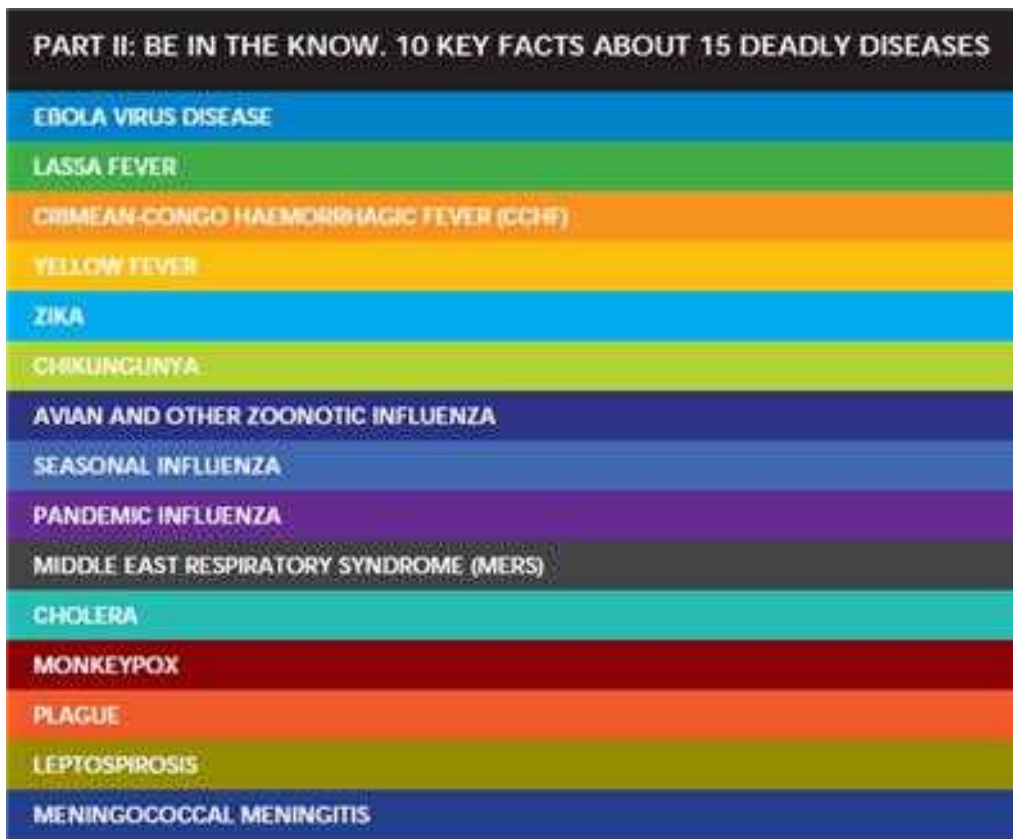 PART II: BE IN THE KNOW. 10 KEY FACTS ABOUT 15 DEADLY DISEASES
EBOLA VIRUS DISEASE
LASSA FEVER
CRIMEAN-CONGO HAEMORRHAGIC FEVER (CCHF)
YELLOW FEVER
ZIKA
CHIKUNGUNYA
AVIAN AND OTHER ZOONOTIC INFLUENZA
SEASONAL INFLUENZA
PANDEMIC INFLUENZA
MIDDLE EAST RESPIRATORY SYNDROME (MERS)
CHOLERA
MONKEYPOX
PLAGUE
LEPTOSPIROSIS
MENINGOCOCCAL MENINGITIS